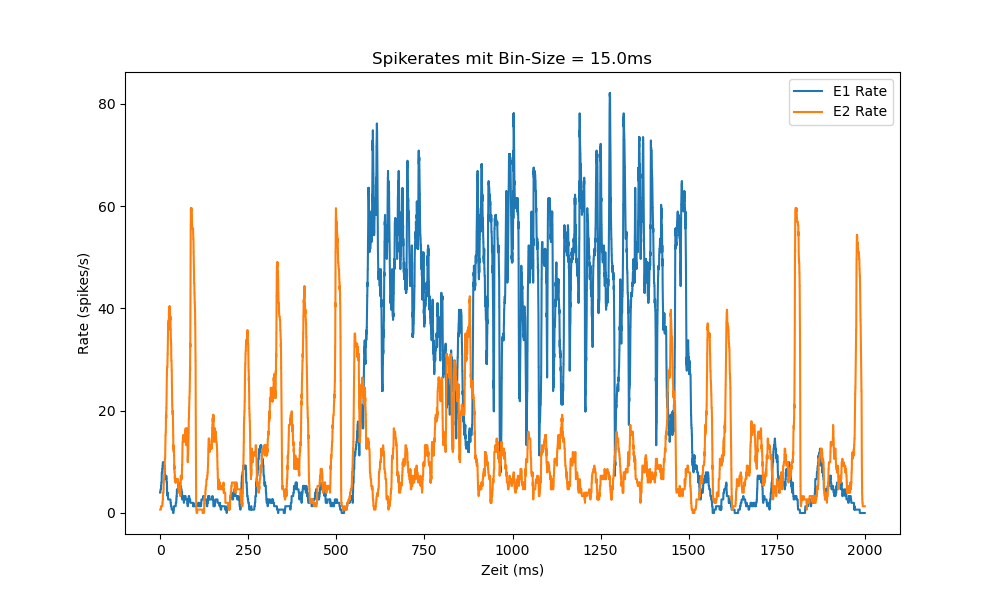 Spikerates mit Bin-Size = 15.0ms
E1 Rate
E2 Rate
Rate (spikes/s)
80
60
40
20
0
0 250 500 750 1000 1250 1500 1750 2000
Zeit (ms)